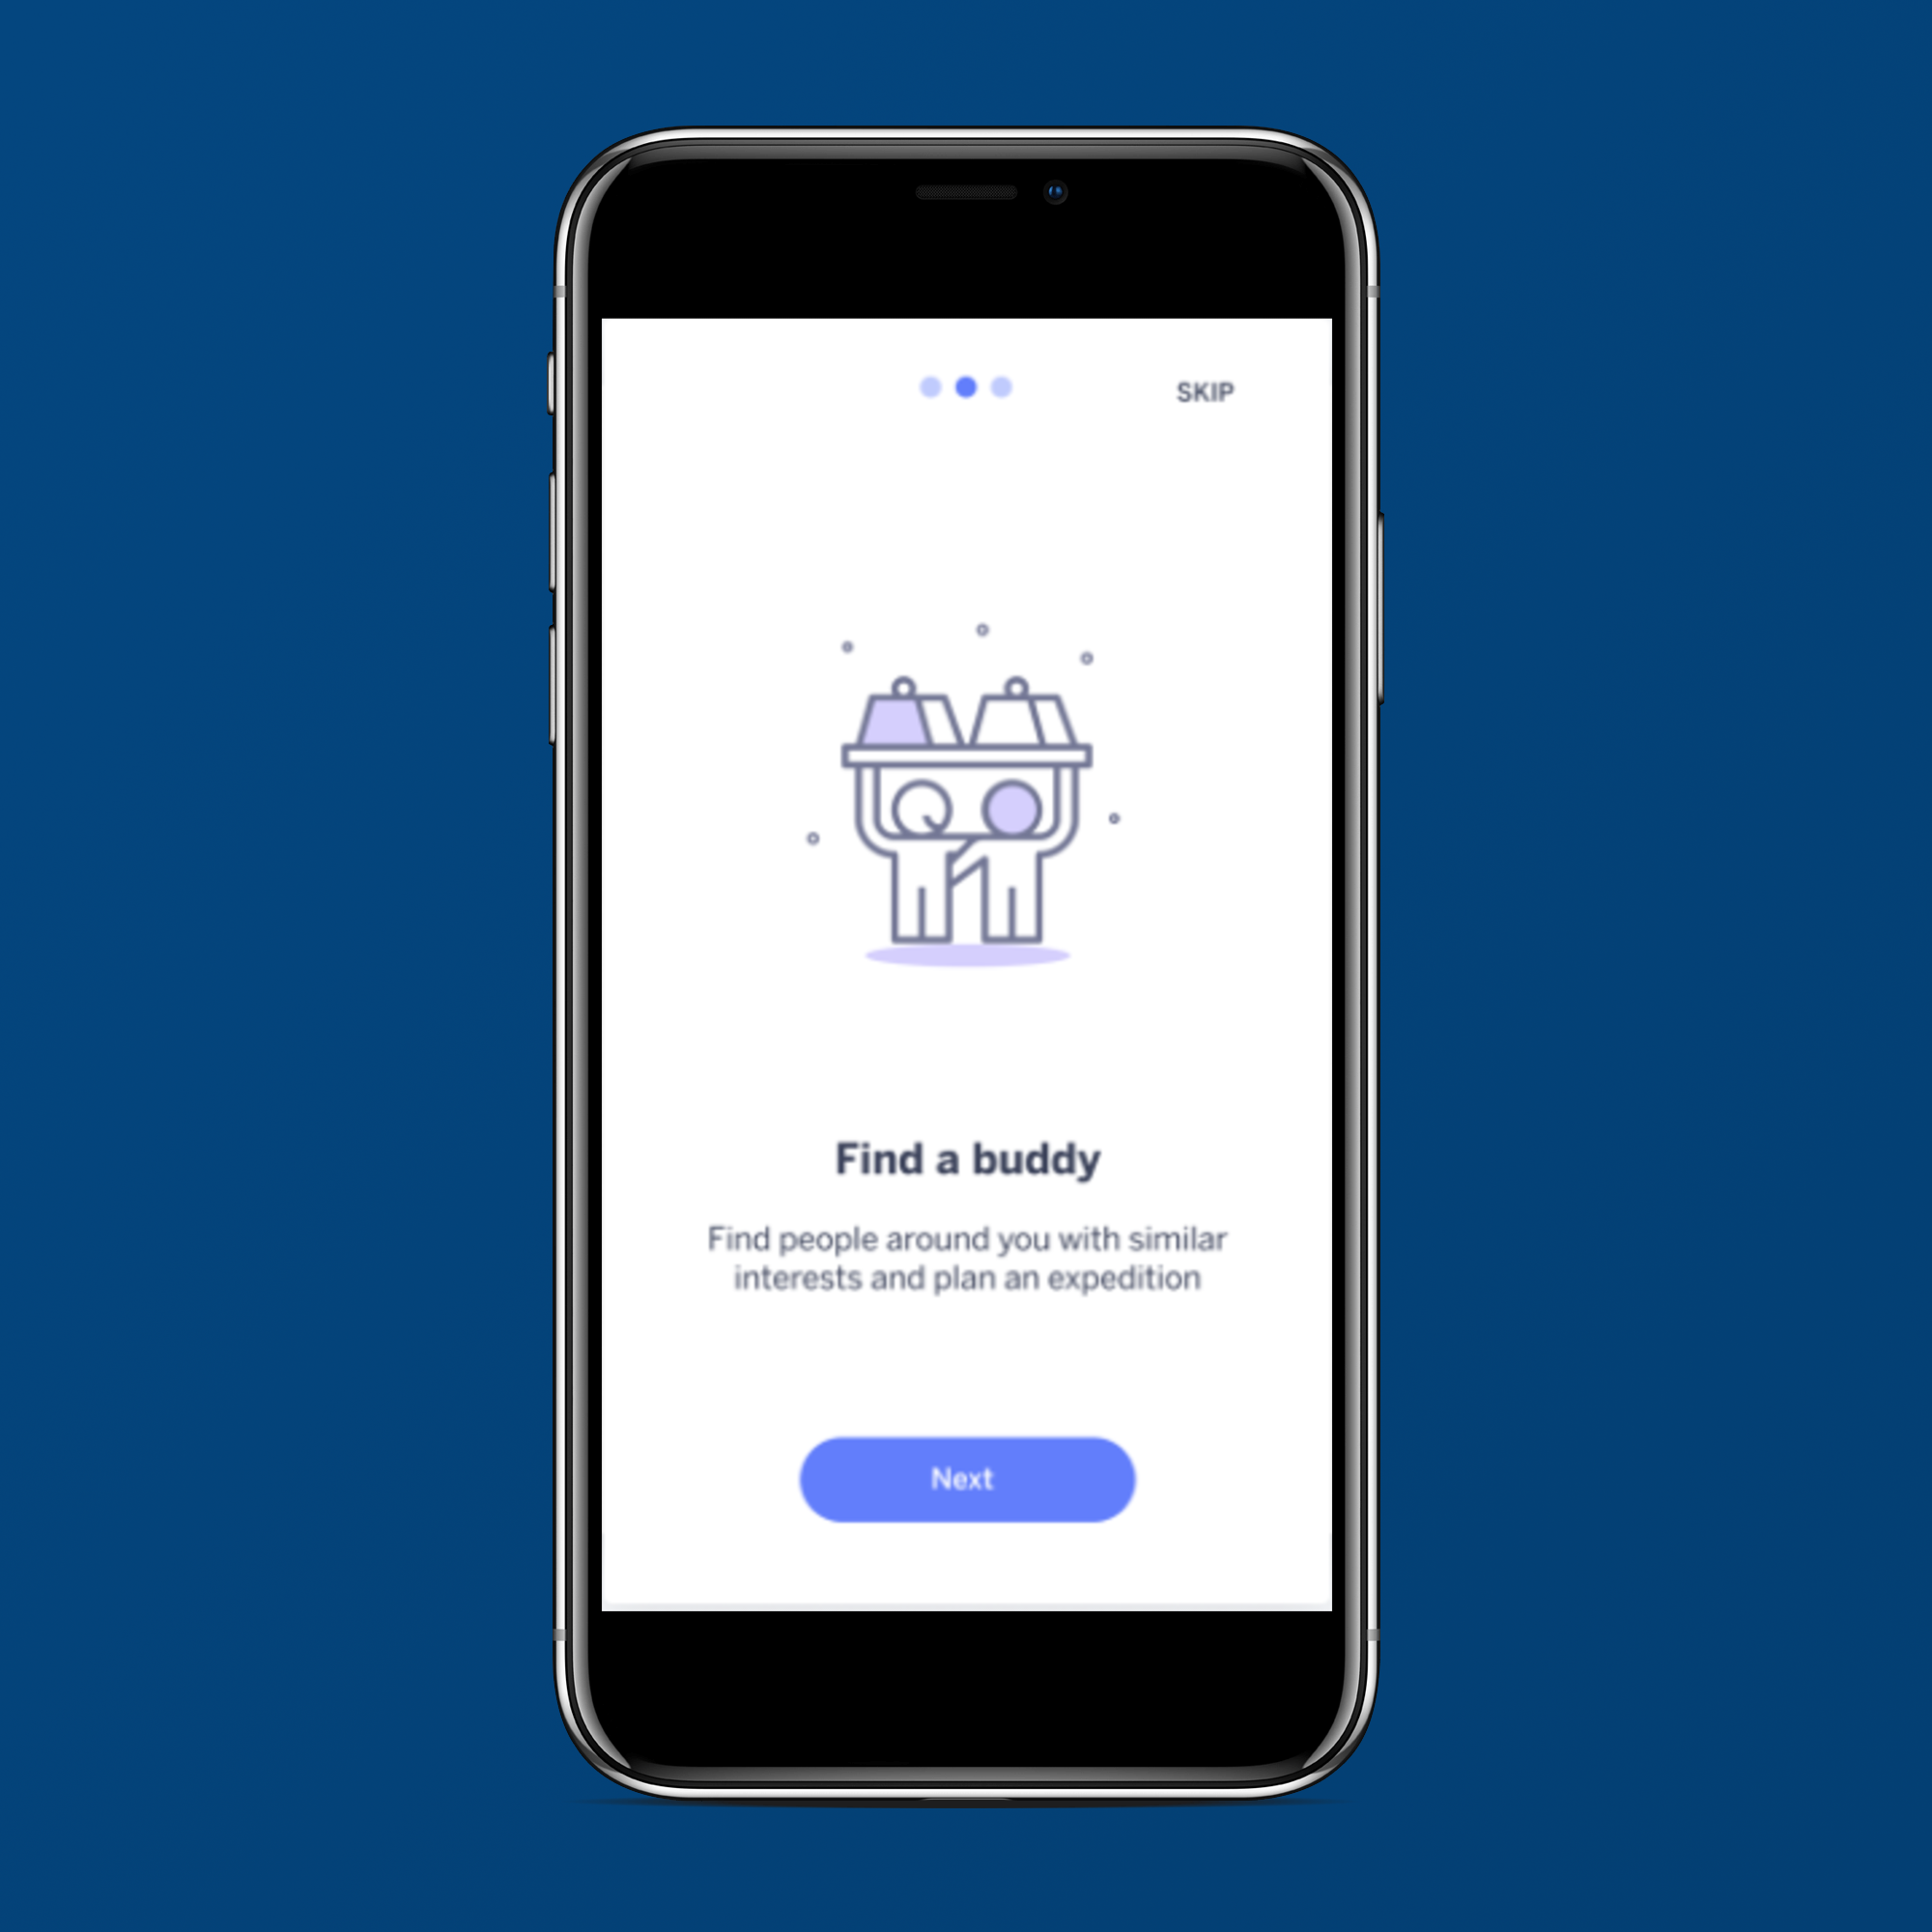 SKIP
Find a buddy
Find people around you with similar
interests and plan an expedition
Next